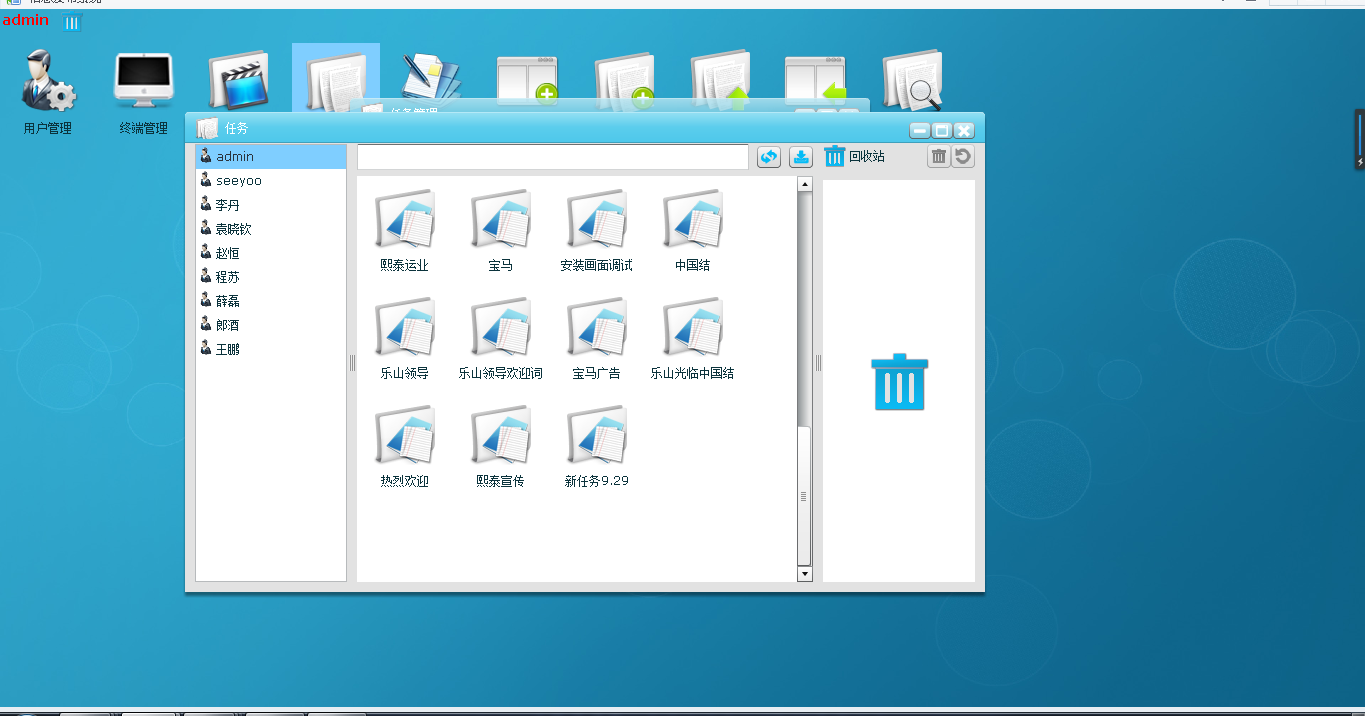 admin
用户管理
终端管理
任务
admin
seeyoo
李丹
袁晓钦
赵恒
程苏
薛磊
郎酒
王鹏
回收站
熙泰运业
宝马
安装画面调试
中国结
乐山领导
乐山领导欢迎词
宝马广告
乐山光临中国结
热烈欢迎
熙泰宣传
新任务9.29